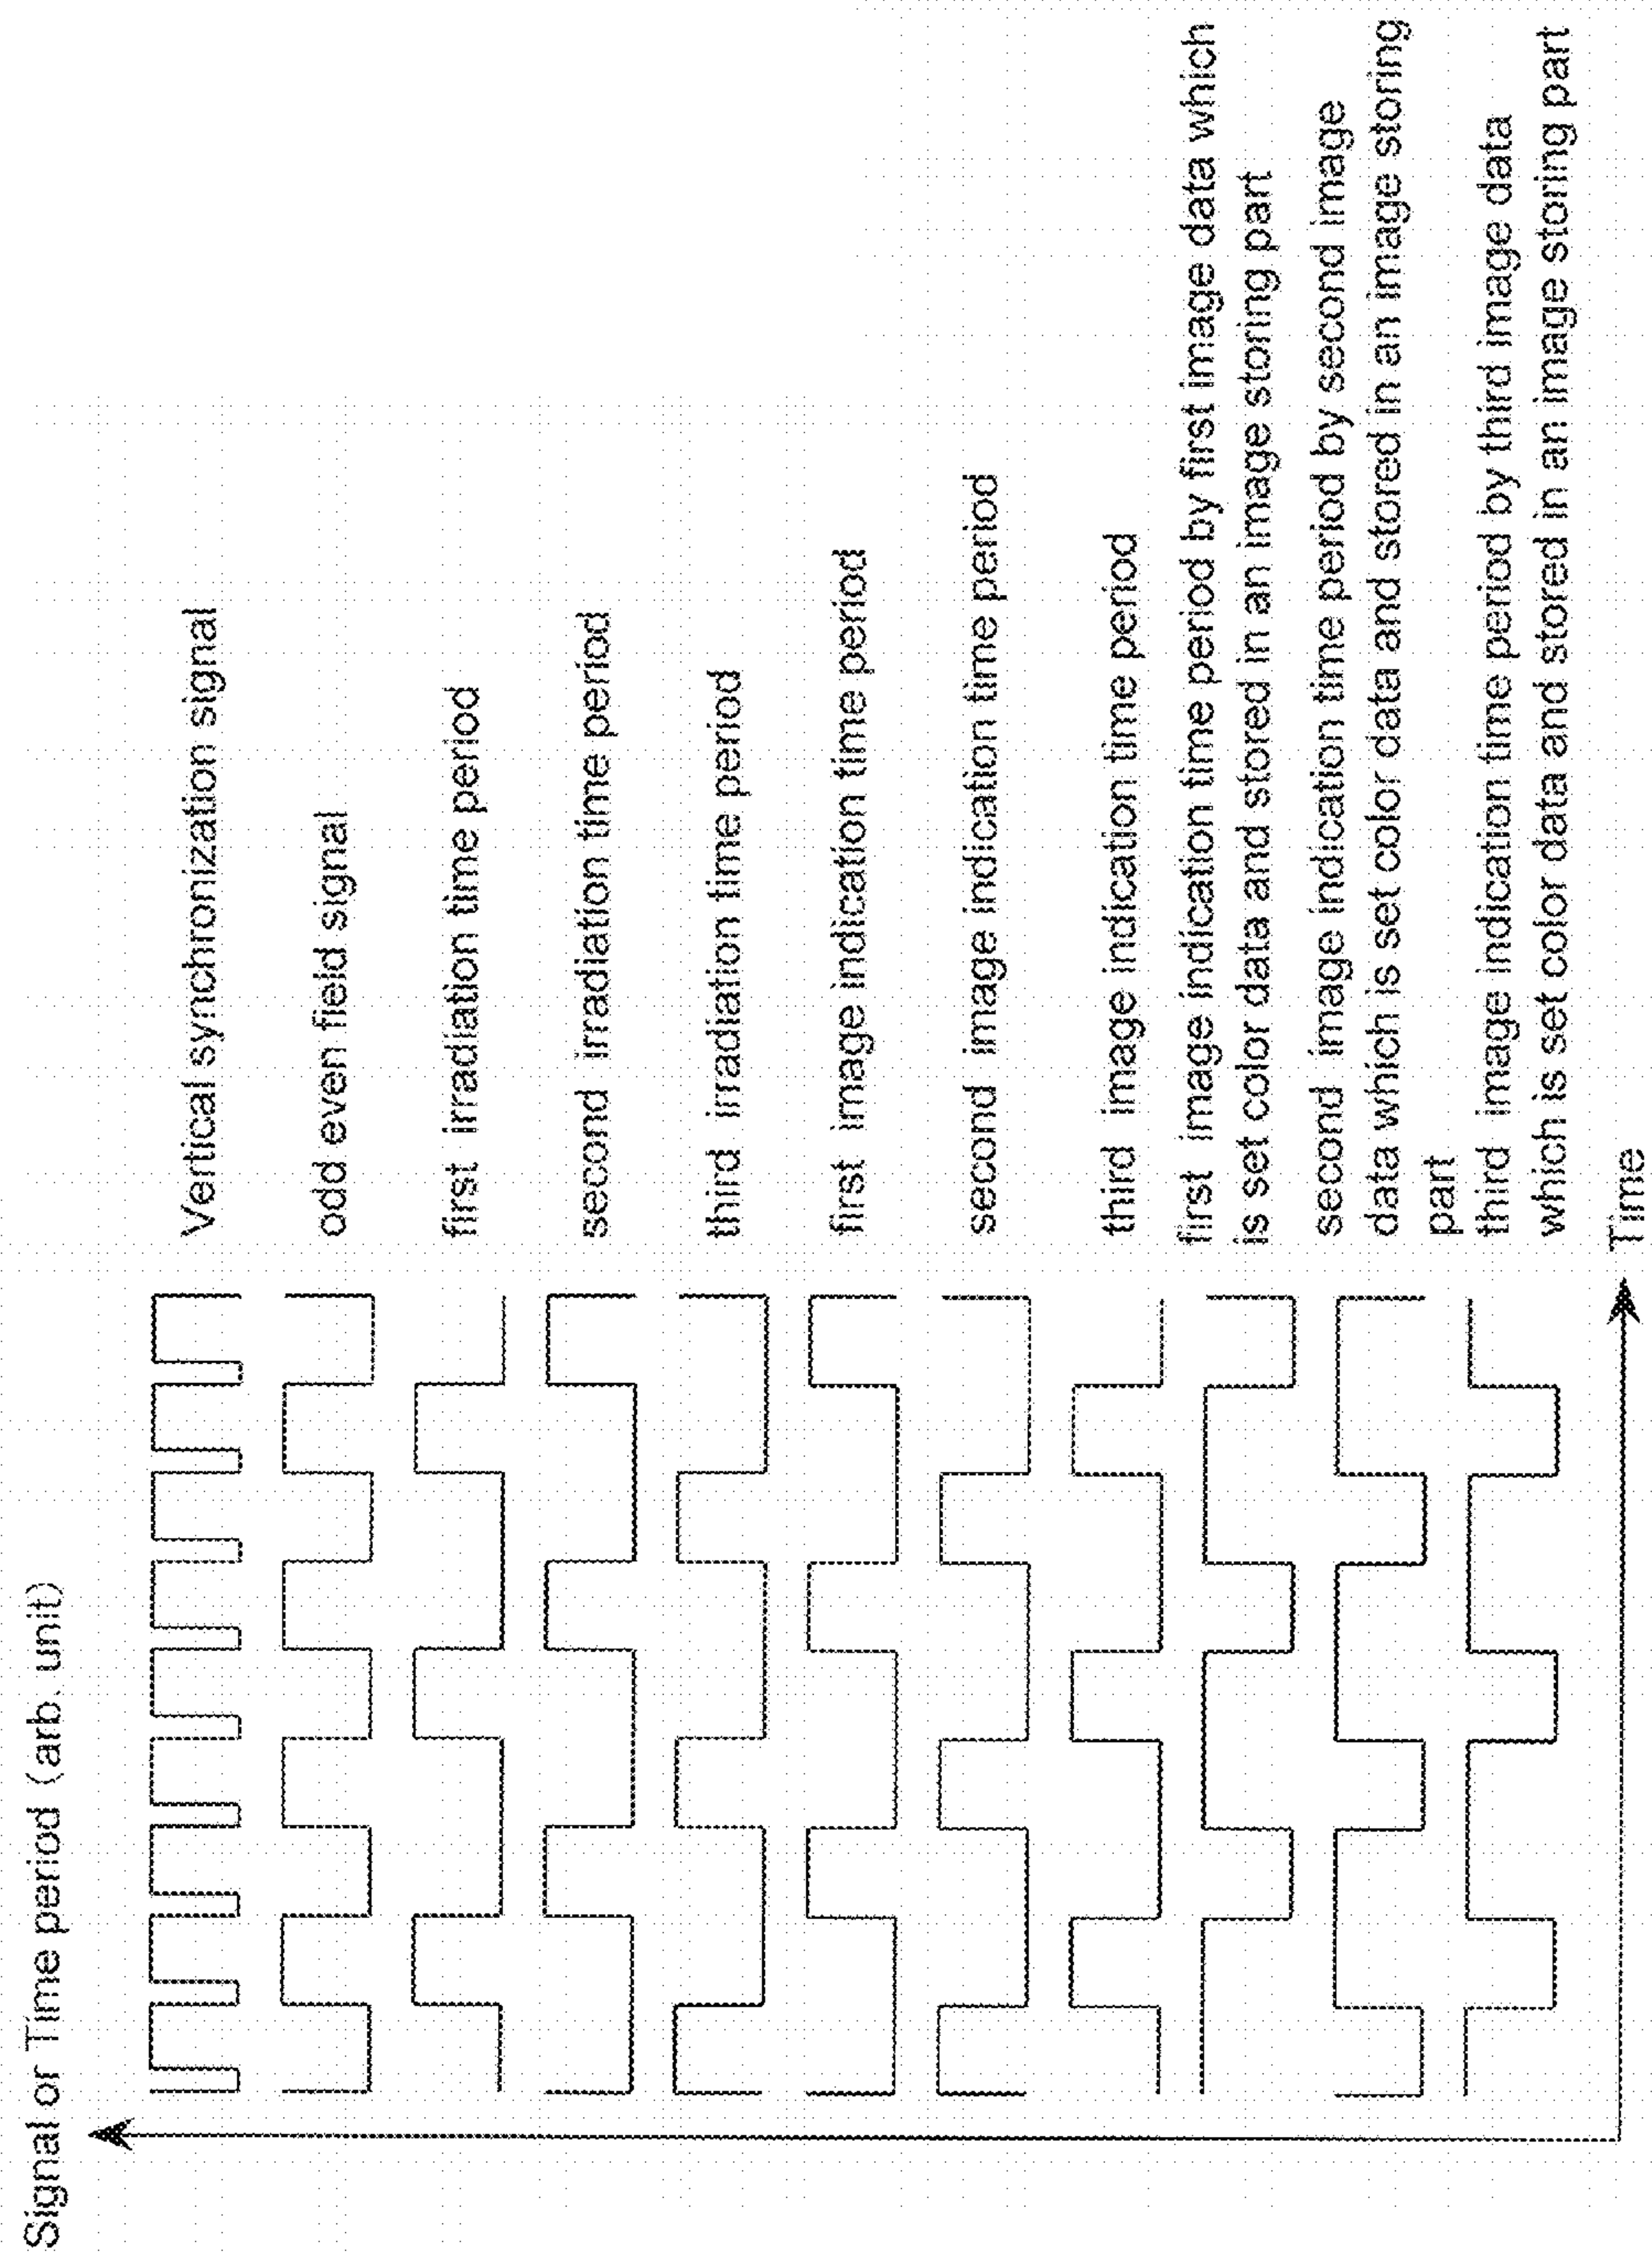 Signal or Time period (arb. unit)
Vertical synchronization signal
odd even field signal
first irradiation time period
second irradiation time period
third irradiation time period
first image indication time period
second image indication time period
third image indication time period
first image indication time period by first image data which
is set color data and stored in an image storing part
second image indication time period by second image
data which is set color data and stored in an image storing
part
third image indication time period by third image data
which is set color data and stored in an image storing part
Time